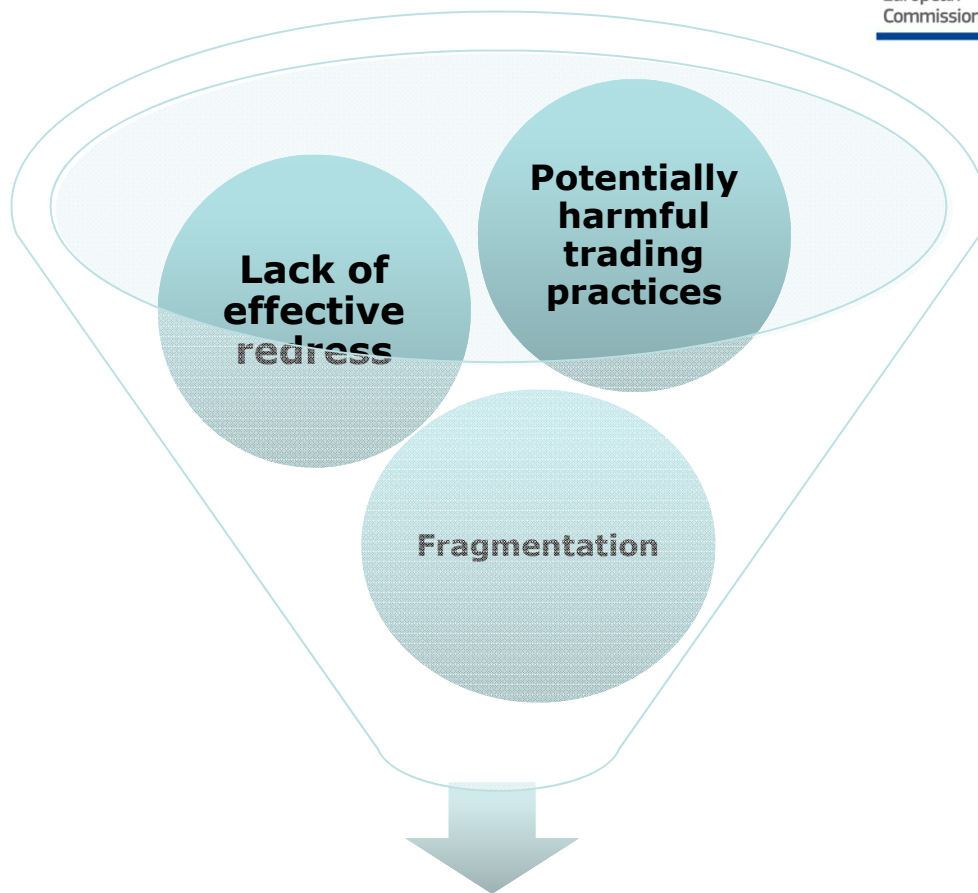 Commission
Potentially
harmful
trading
practices
Lack of
effective
redress
Fragmentation